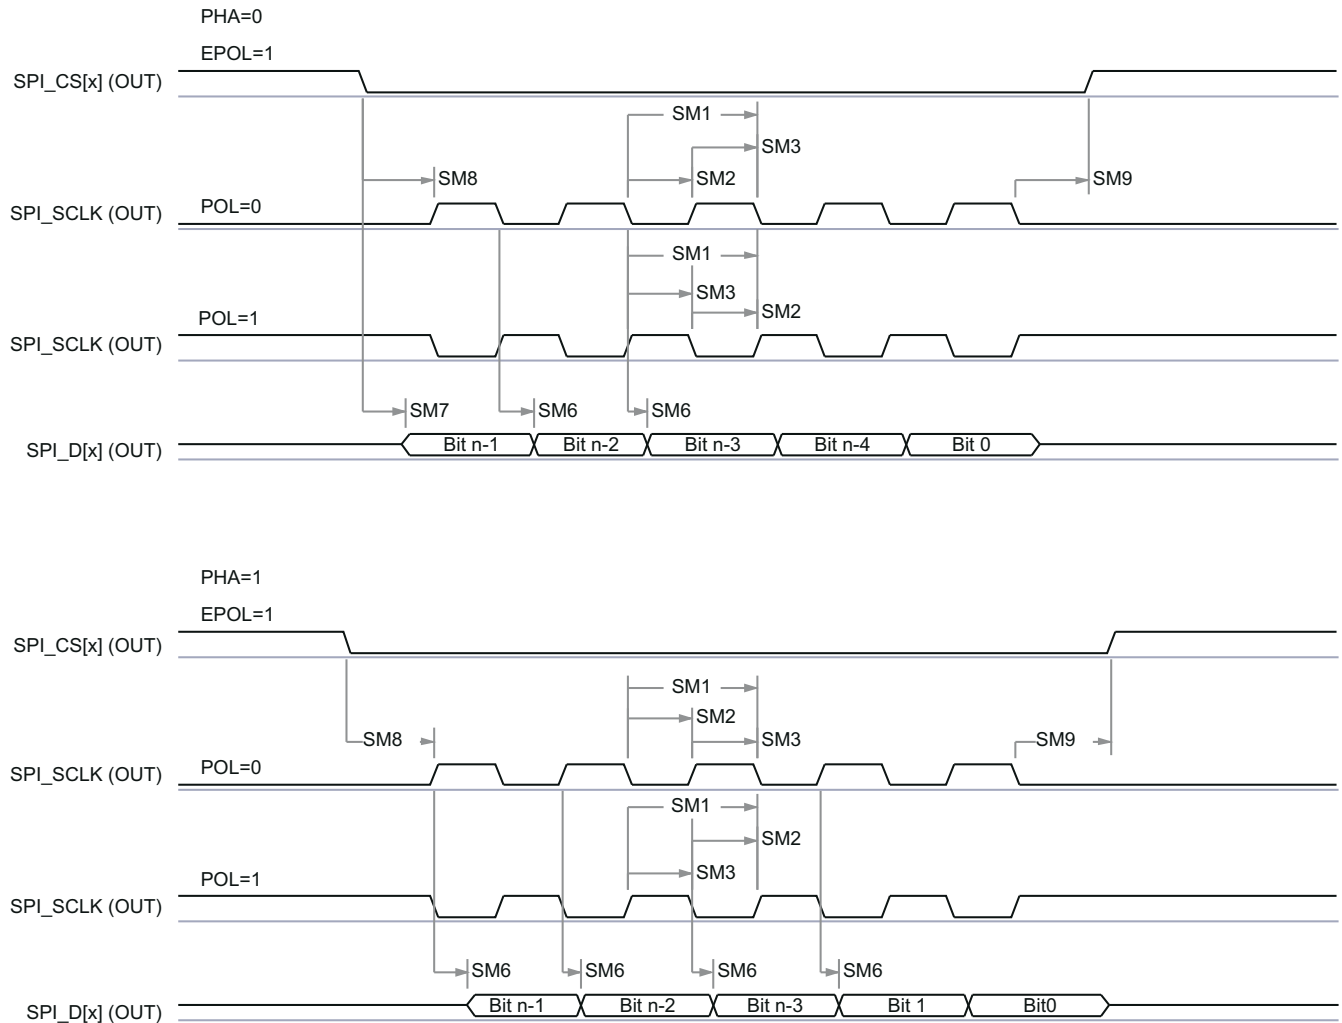 PHA=0
EPOL=1
SPI_CS[x] (OUT)
SM1
SM3
SM8
SM2
SM9
SPI_SCLK (OUT)
POL=0
SM1
SM3
SM2
POL=1
SPI_SCLK (OUT)
SM7
SM6
SM6
SPI_D[x] (OUT)
Bit n-1
Bit n-2
Bit n-3
Bit n-4
Bit 0
PHA=1
EPOL=1
SPI_CS[x] (OUT)
SM1
SM2
SM8
SM3
SM9
SPI_SCLK (OUT)
POL=0
SM1
SM2
SM3
POL=1
SPI_SCLK (OUT)
SM6
SM6
SM6
SM6
SPI_D[x] (OUT)
Bit n-1
Bit n-2
Bit n-3
Bit 1
Bit0